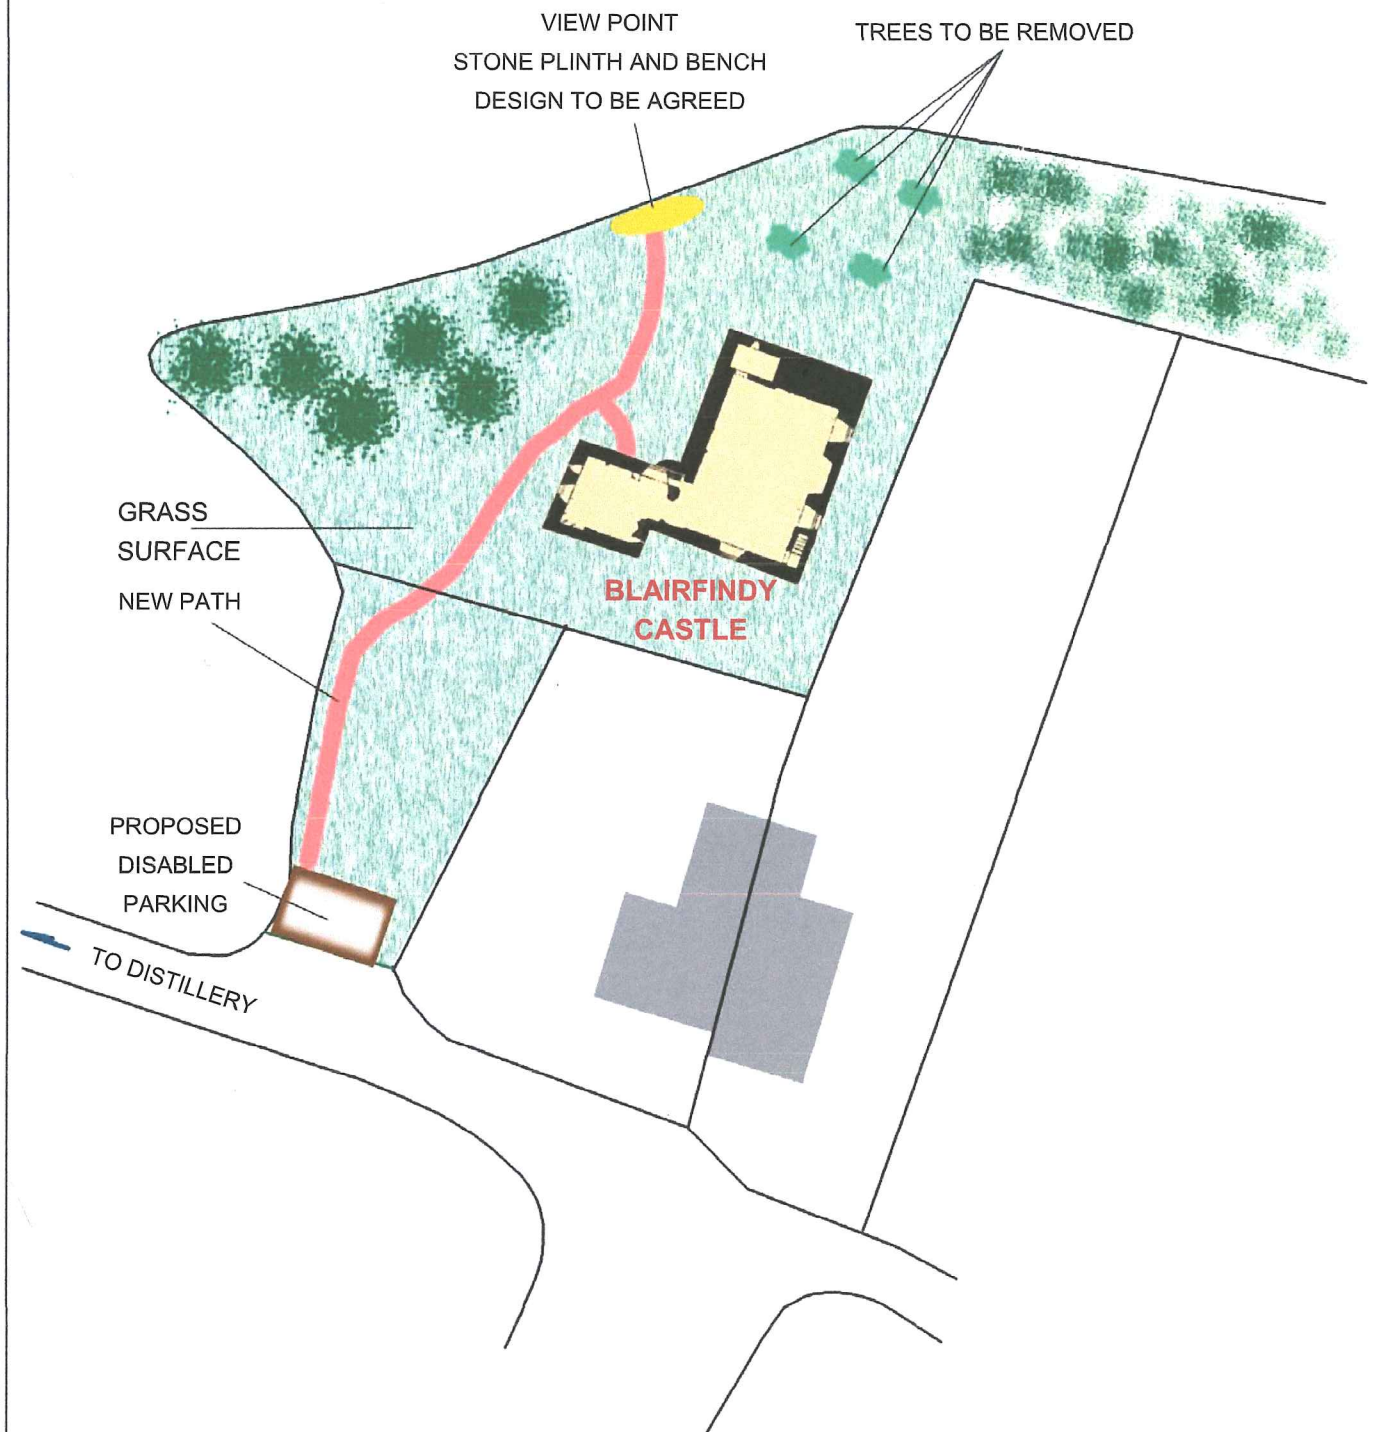 VIEW POINT
STONE PLINTH AND BENCH
DESIGN TO BE AGREED
TREES TO BE REMOVED
GRASS
SURFACE
NEW PATH
BLAIRFINDY
CASTLE
PROPOSED
DISABLED
PARKING
TO DISTILLERY